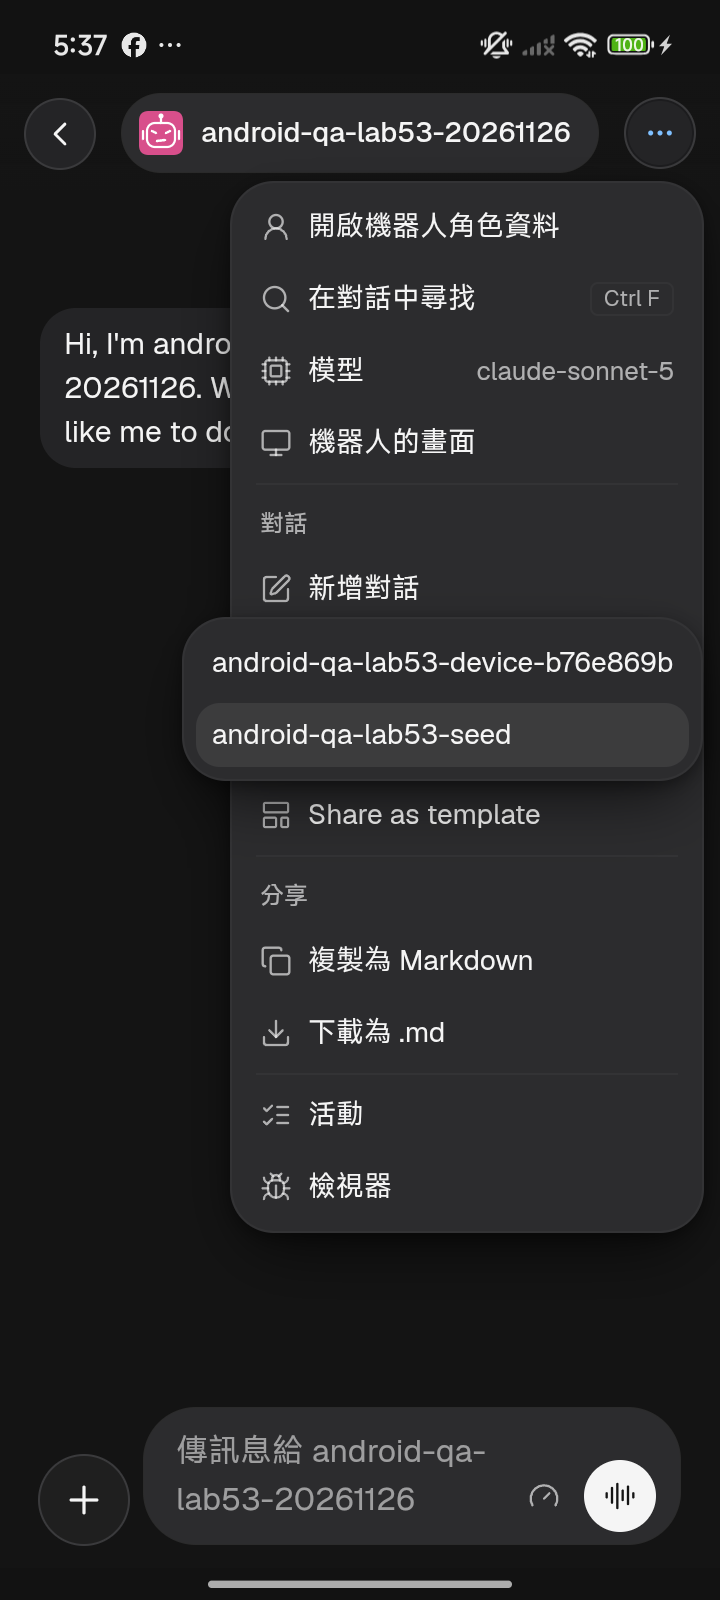 5:37
100
android-qa-lab53-20261126
開啟機器人角色資料
在對話中尋找 Ctrl F
Hi, I'm andro
模型 claude-sonnet-5
20261126. W
like me to do
機器人的畫面
對話
新增對話
android-qa-lab53-device-b76e869b
android-qa-lab53-seed
Share as template
分享
複製為 Markdown
下載為 .md
活動
檢視器
傳訊息給 android-qa-
lab53-20261126